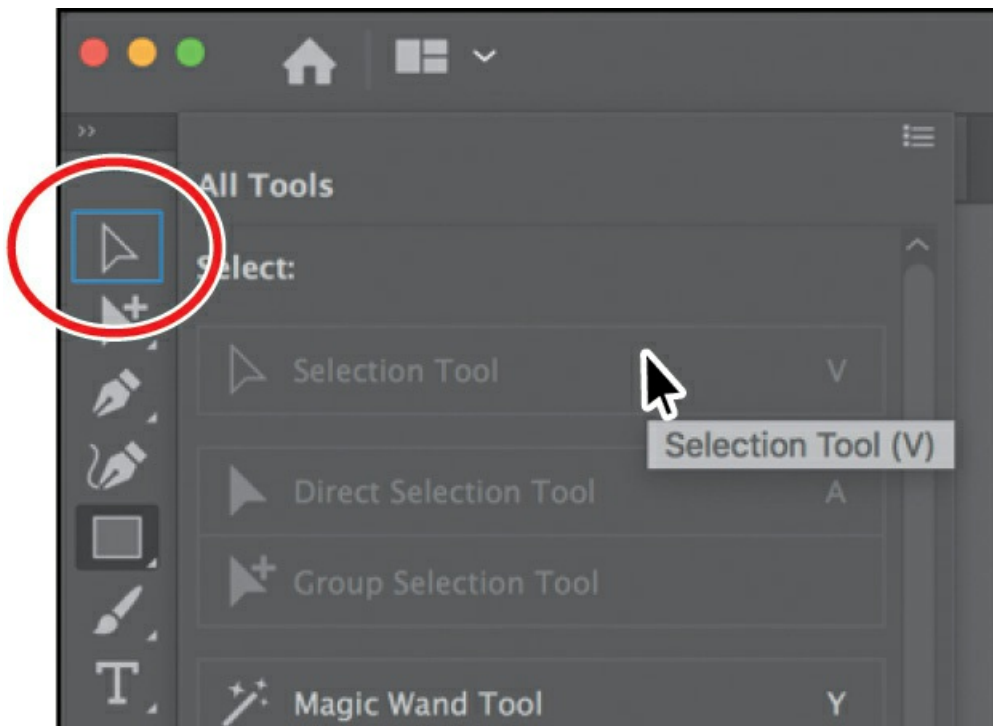 All Tools
Select:
Selection Tool V
Selection Tool (V)
Direct Selection Tool A
Group Selection Tool
Magic Wand Tool Y